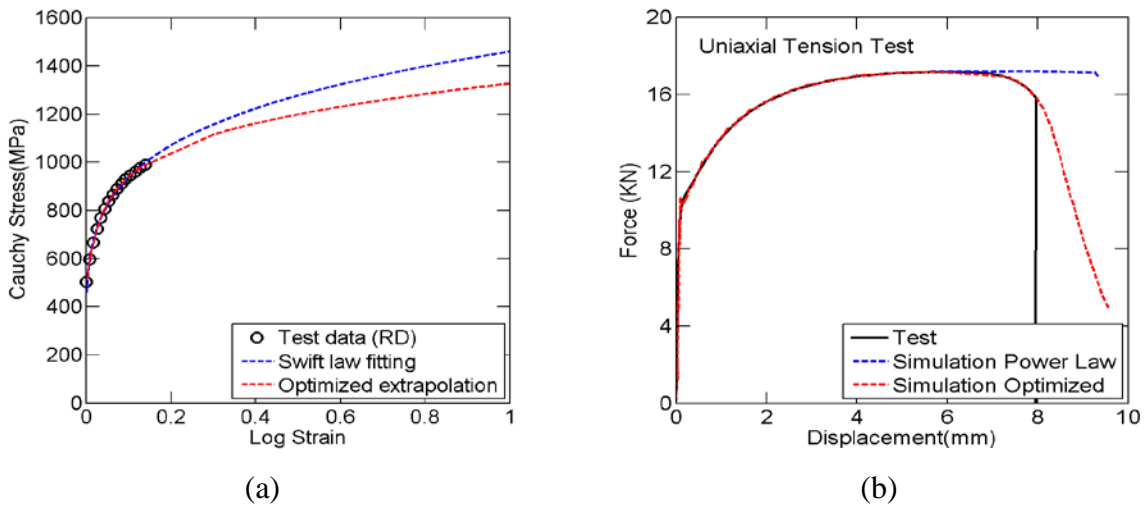 1600
1400
1200
1000
800
600
400
200
0
Cauchy Stress(MPa)
0 0.2 0.4 0.6 0.8 1
Log Strain
Test data (RD)
Swift law fitting
Optimized extrapolation
(a)
20
16
12
8
4
0
Force (KN)
Uniaxial Tension Test
0 2 4 6 8 10
Displacement(mm)
Test
Simulation Power Law
Simulation Optimized
(b)